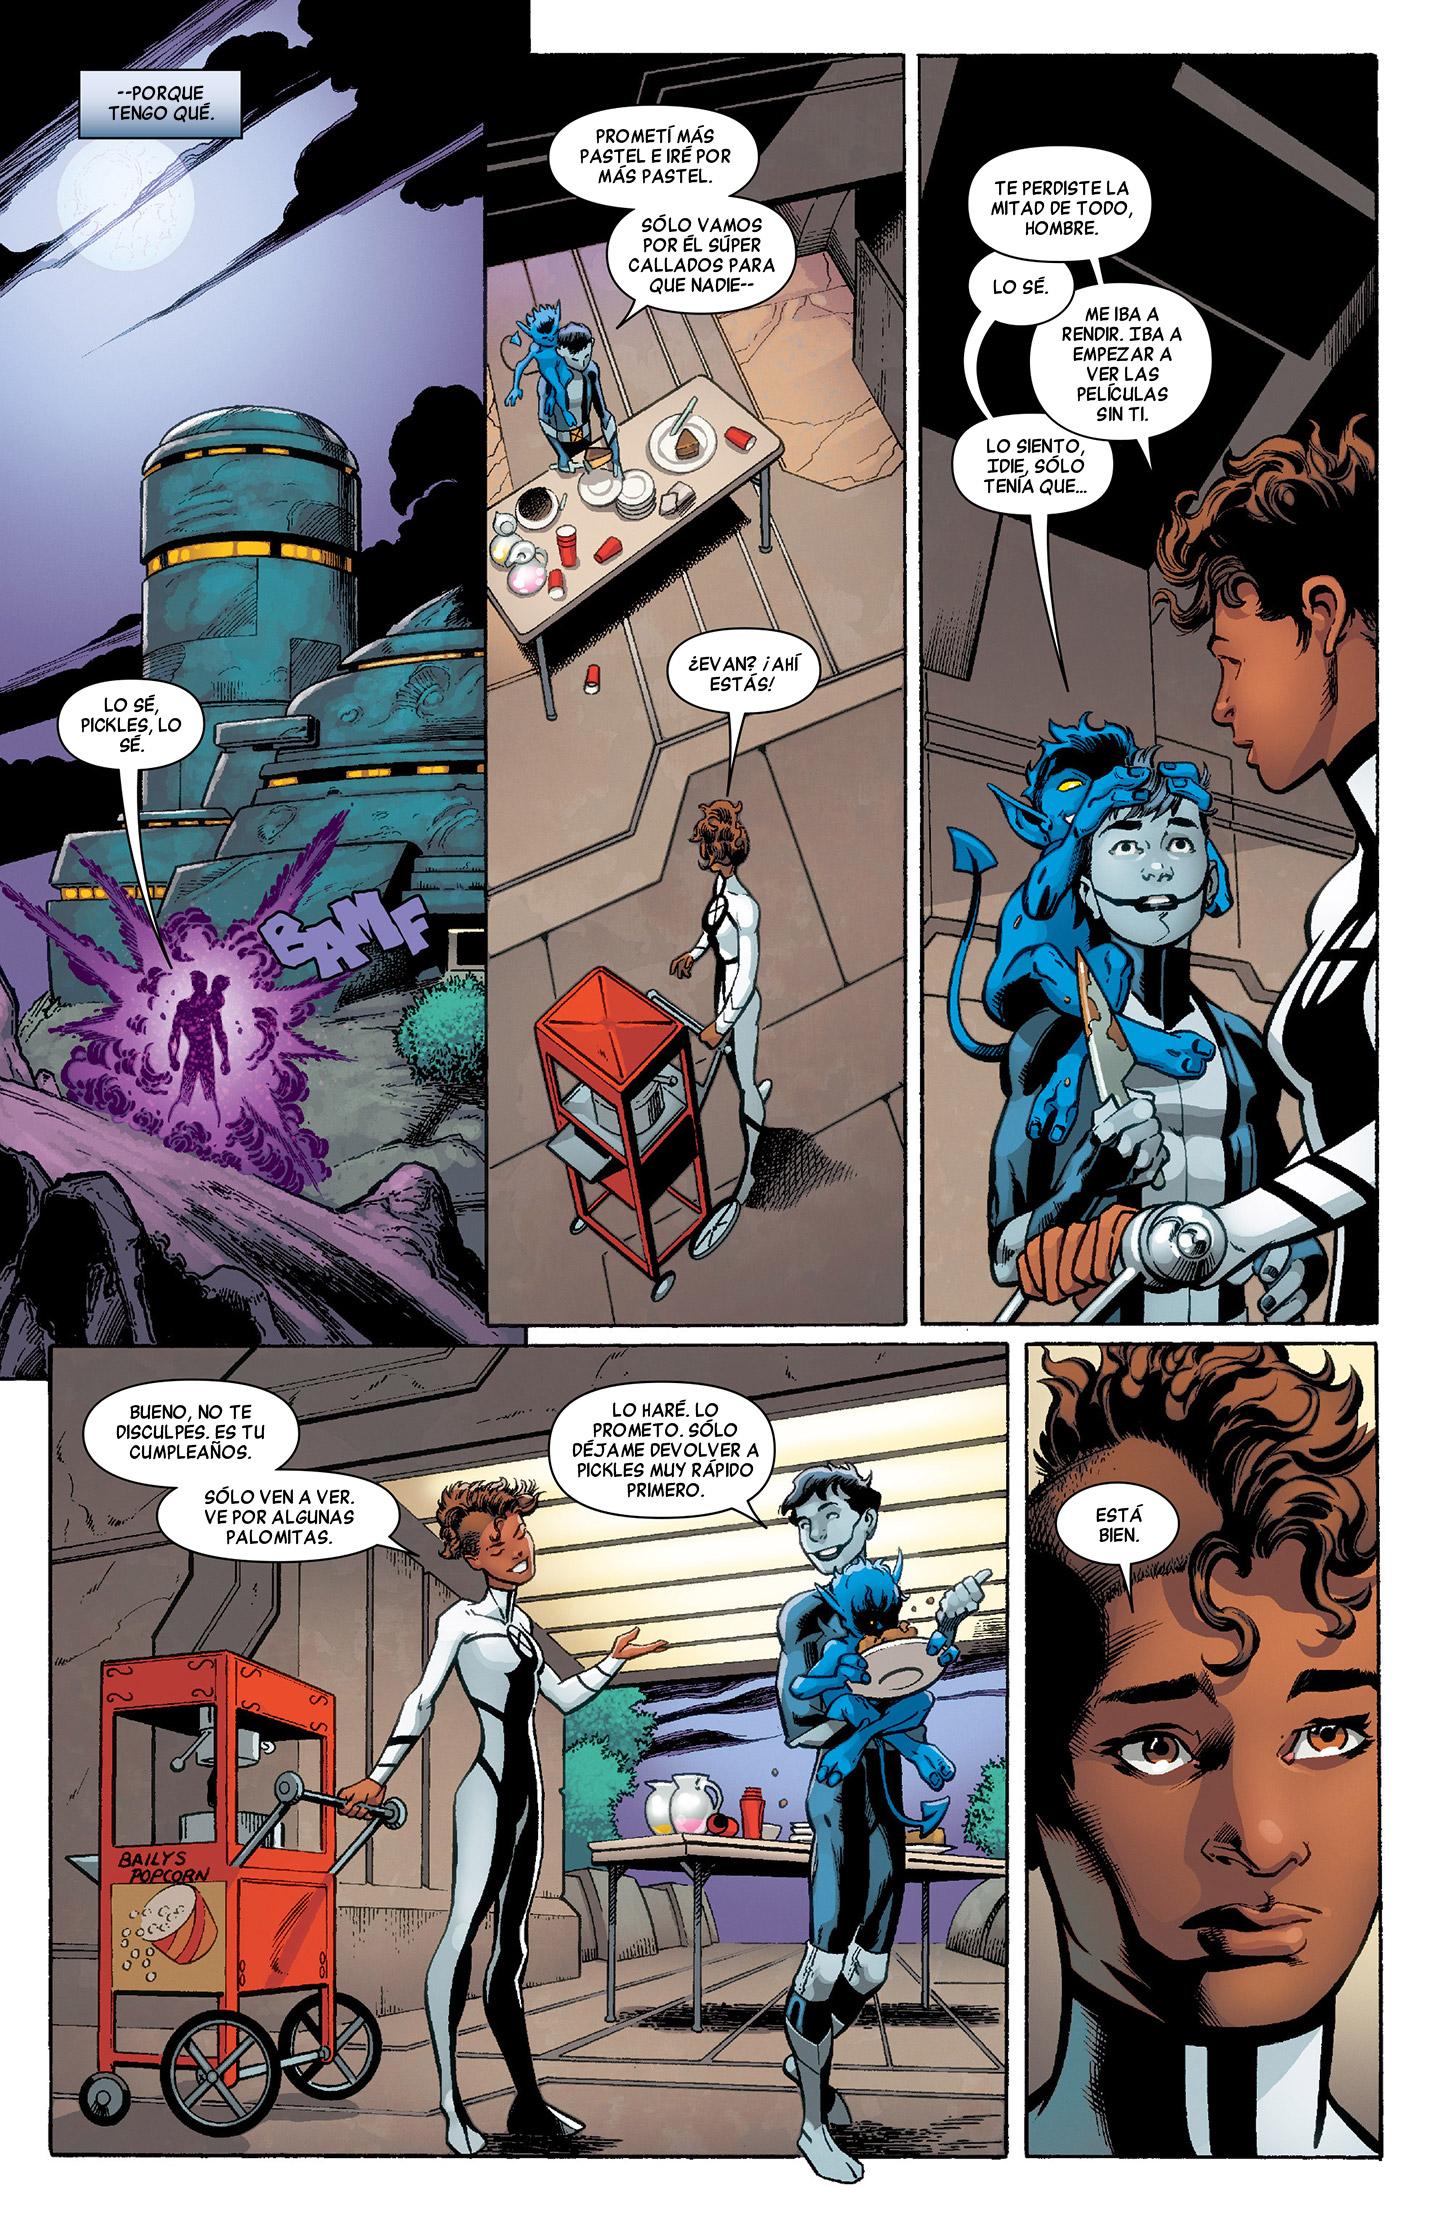 --PORQUE
TENGO QUÉ.
LO SÉ,
PICKLES, LO
SÉ.
BAMF
PROMETÍ MÁS
PASTEL E IRÉ POR
MÁS PASTEL.
SÓLO VAMOS
POR ÉL SÚPER
CALLADOS PARA
QUE NADIE--
¿EVAN? ¡AHÍ
ESTÁS!
TE PERDISTE LA
MITAD DE TODO,
HOMBRE.
LO SÉ.
ME IBA A
RENDIR. IBA A
EMPEZAR A
VER LAS
PELÍCULAS
SIN TI.
LO SIENTO,
IDIE, SÓLO
TENÍA QUE...
BUENO, NO TE
DISCULPES. ES TU
CUMPLEAÑOS.
SÓLO VEN A VER.
VE POR ALGUNAS
PALOMITAS.
LO HARÉ. LO
PROMETO. SÓLO
DÉJAME DEVOLVER A
PICKLES MUY RÁPIDO
PRIMERO.
BAILYS
POPCORN
ESTÁ
BIEN.